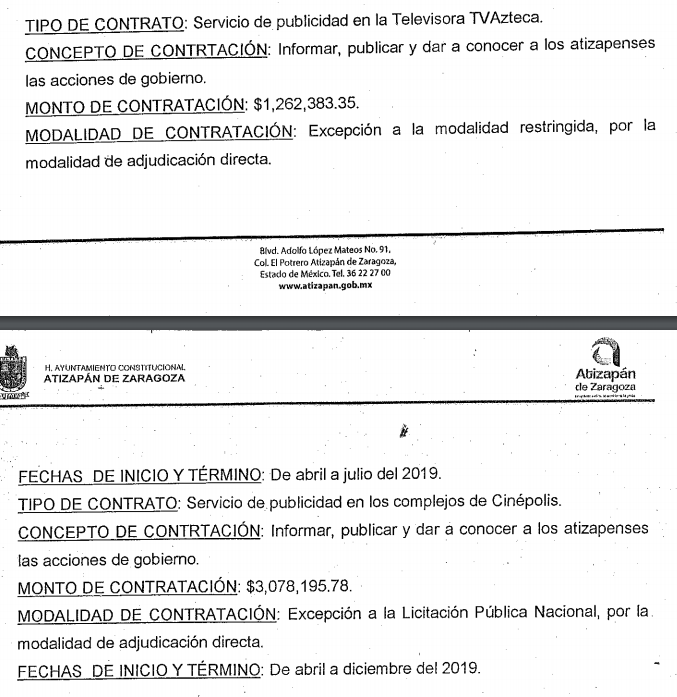 TIPO DE CONTRATO: Servicio de publicidad en la Televisora TVAzteca.
CONCEPTO DE CONTRTACIÓN: Informar, publicar y dar a conocer a los atizapenses
las acciones de gobierno.
MONTO DE CONTRATACIÓN: $1,262,383.35.
MODALIDAD DE CONTRATACIÓN: Excepción a la modalidad restringida, por la
modalidad de adjudicación directa.
Blvd. Adolfo López Mateos No. 91,
Col. El Potrero Atizapán de Zaragoza,
Estado de México. Tel. 36 22 27 00
www.atizapan.gob.mx
H. AYUNTAMIENTO CONSTITUCIONAL
ATIZAPÁN DE ZARAGOZA
Atizapán
de Zaragoza
FECHAS DE INICIO Y TÉRMINO: De abril a julio del 2019.
TIPO DE CONTRATO: Servicio de publicidad en los complejos de Cinépolis.
CONCEPTO DE CONTRTACIÓN: Informar, publicar y dar a conocer a los atizapenses
las acciones de gobierno.
MONTO DE CONTRATACIÓN: $3,078,195.78.
MODALIDAD DE CONTRATACIÓN: Excepción a la Licitación Pública Nacional, por la
modalidad de adjudicación directa.
FECHAS DE INICIO Y TÉRMINO: De abril a diciembre del 2019.